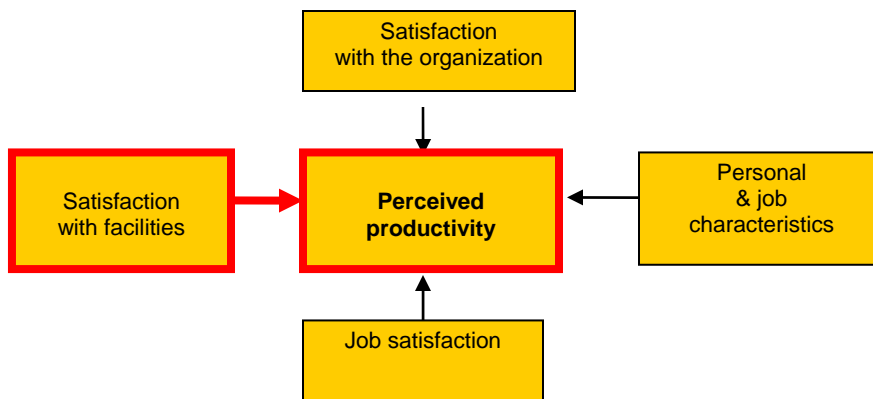 Satisfaction
with the organization
Satisfaction
with facilities
Perceived
productivity
Personal
& job
characteristics
Job satisfaction